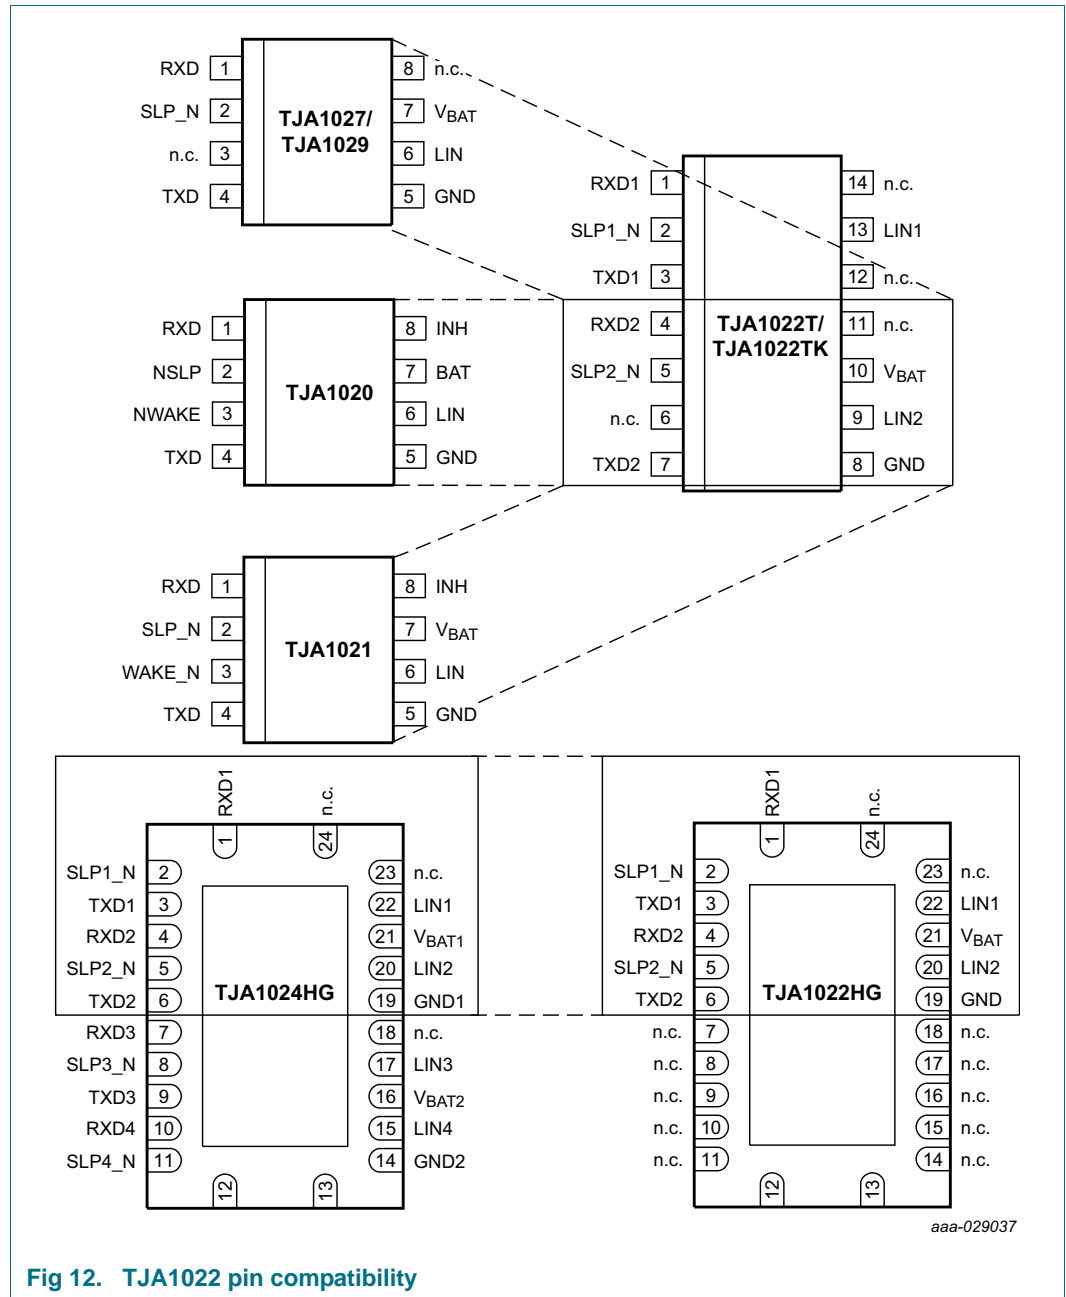 RXD 1 8 n.c.
SLP_N 2 7 VBAT
n.c. 3 6 LIN
TXD 4 5 GND
TJA1027/
TJA1029
RXD1 1 14 n.c.
SLP1_N 2 13 LIN1
TXD1 3 12 n.c.
RXD2 4 11 n.c.
SLP2_N 5 10 VBAT
n.c. 6 9 LIN2
TXD2 7 8 GND
TJA1022T/
TJA1022TK
RXD 1 8 INH
NSLP 2 7 BAT
NWAKE 3 6 LIN
TXD 4 5 GND
TJA1020
RXD 1 8 INH
SLP_N 2 7 VBAT
WAKE_N 3 6 LIN
TXD 4 5 GND
TJA1021
RXD1 n.c.
1 24
SLP1_N 2 23 n.c.
TXD1 3 22 LIN1
RXD2 4 21 VBAT1
SLP2_N 5 20 LIN2
TXD2 6 19 GND1
RXD3 7 18 n.c.
SLP3_N 8 17 LIN3
TXD3 9 16 VBAT2
RXD4 10 15 LIN4
SLP4_N 11 14 GND2
12 13
TJA1024HG
RXD1 n.c.
1 24
SLP1_N 2 23 n.c.
TXD1 3 22 LIN1
RXD2 4 21 VBAT
SLP2_N 5 20 LIN2
TXD2 6 19 GND
n.c. 7 18 n.c.
n.c. 8 17 n.c.
n.c. 9 16 n.c.
n.c. 10 15 n.c.
n.c. 11 14 n.c.
12 13
TJA1022HG
aaa-029037
Fig 12. TJA1022 pin compatibility